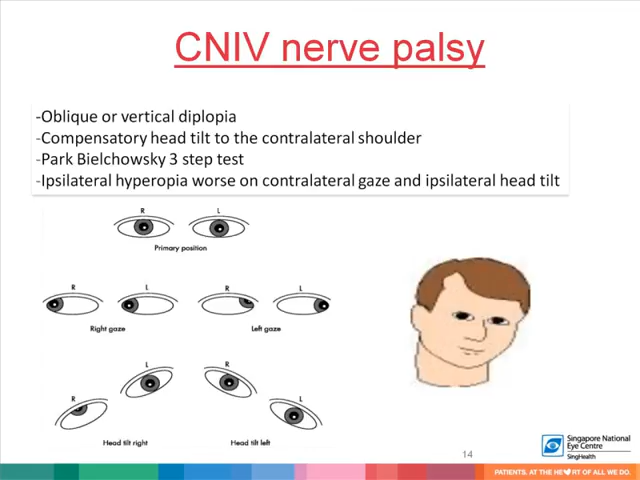 CNIV nerve palsy
-Oblique or vertical diplopia
-Compensatory head tilt to the contralateral shoulder
-Park Bielchowsky 3 step test
-Ipsilateral hyperopia worse on contralateral gaze and ipsilateral head tilt
R L
Primary position
R L R L
Right gaze Left gaze
L R
R L
Head tilt right Head tilt left
14
Singapore National
Eye Centre
SingHealth
PATIENTS. AT THE HE♥RT OF ALL WE DO.